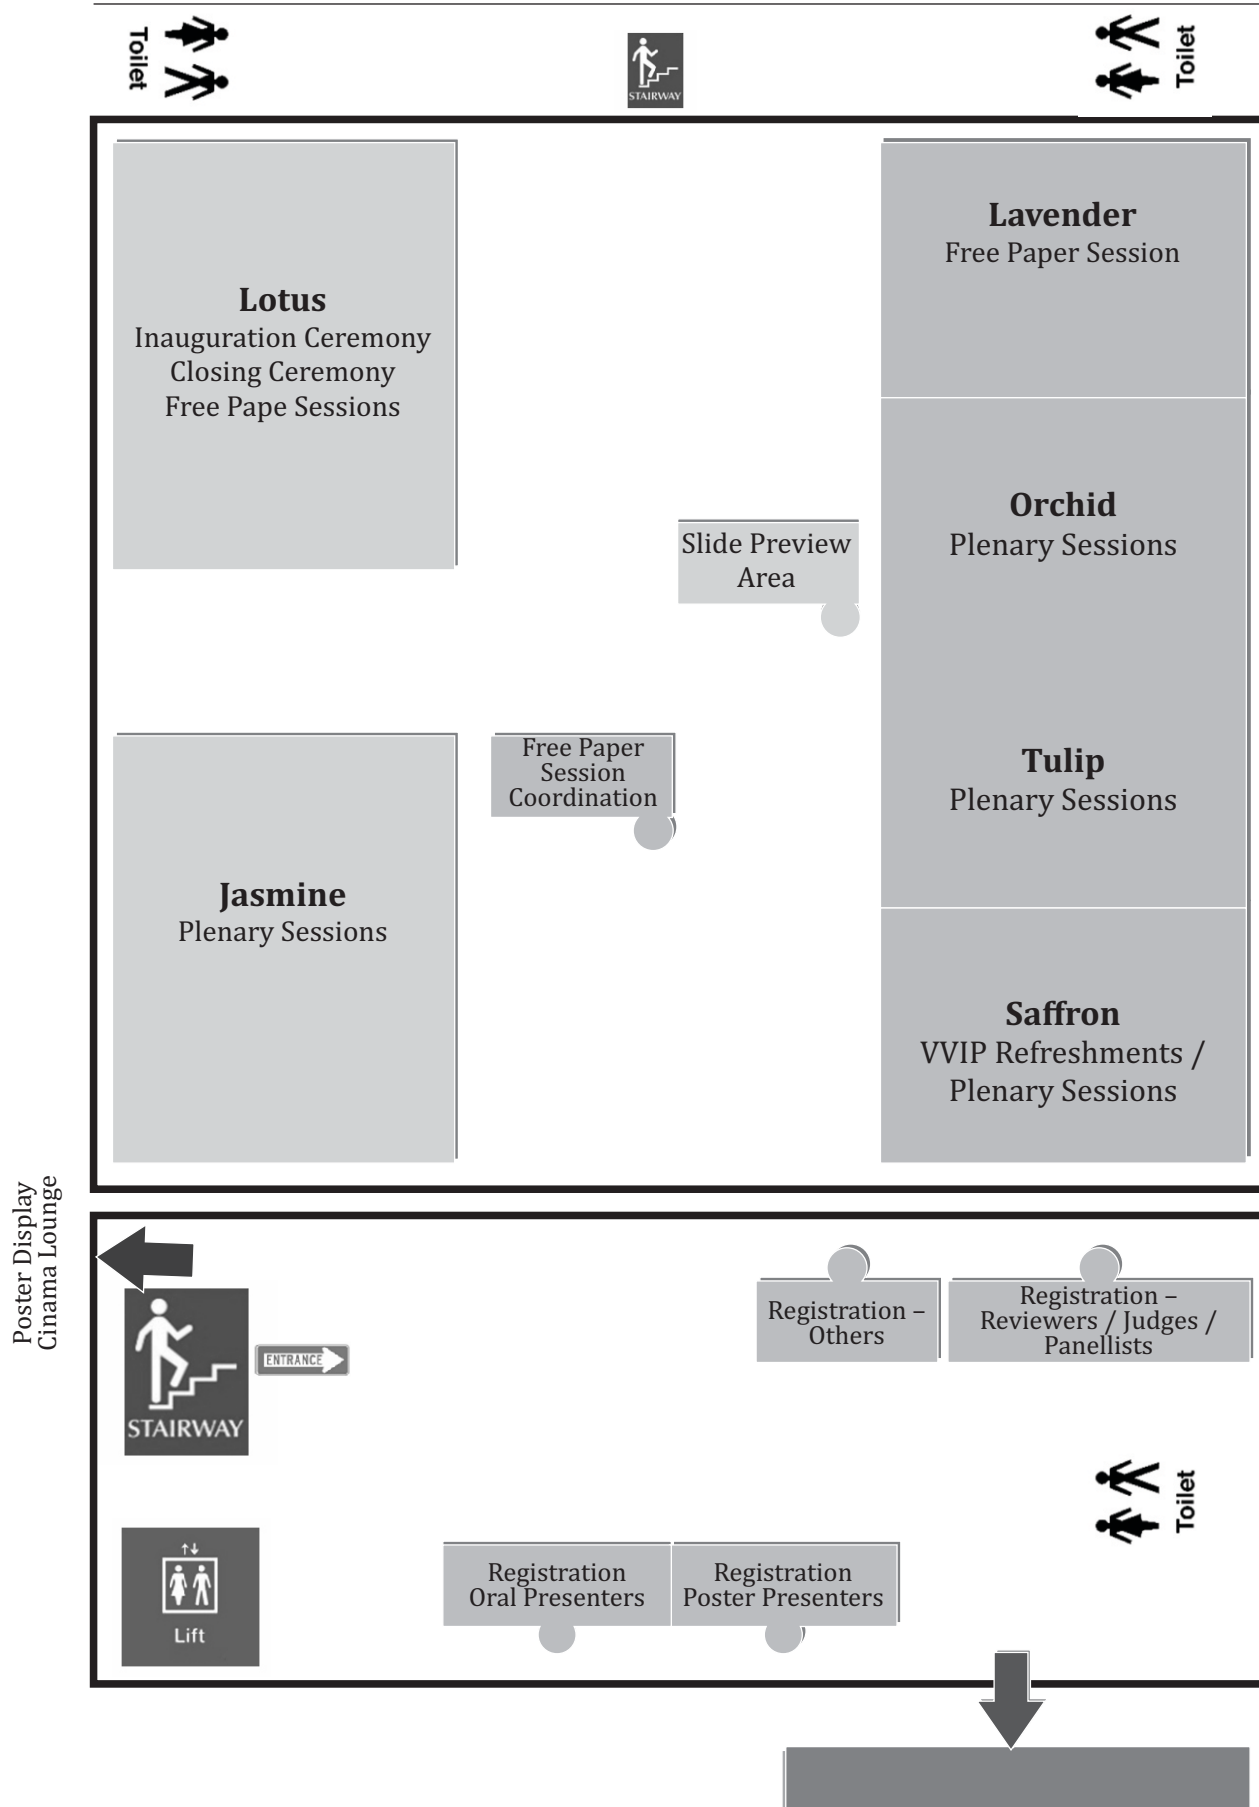 Toilet
STAIRWAY
Toilet
Lotus
Inauguration Ceremony
Closing Ceremony
Free Pape Sessions
Lavender
Free Paper Session
Orchid
Plenary Sessions
Slide Preview
Area
Free Paper
Session
Coordination
Tulip
Plenary Sessions
Jasmine
Plenary Sessions
Saffron
VVIP Refreshments /
Plenary Sessions
Poster Display
Cinama Lounge
STAIRWAY
ENTRANCE
Registration –
Others
Registration –
Reviewers / Judges /
Panellists
Toilet
Lift
Registration
Oral Presenters
Registration
Poster Presenters